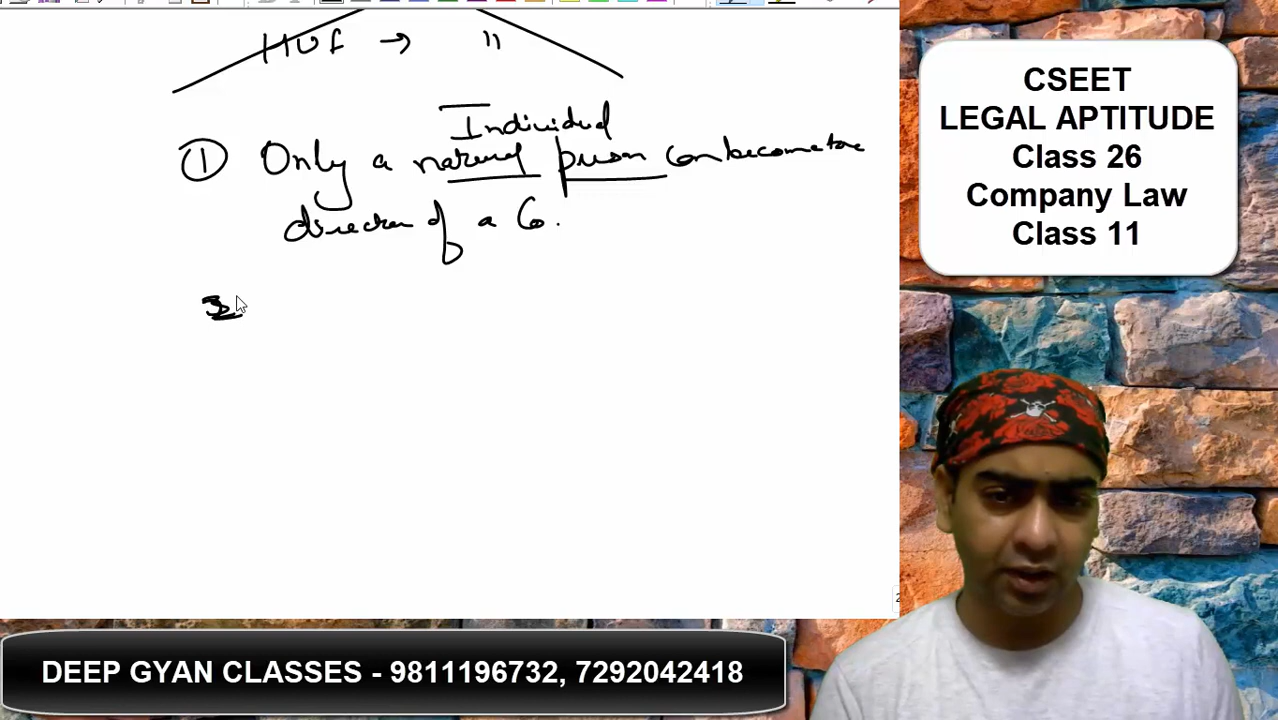 HUF → "
Individual
① Only a natural person can become the
director of a Co.
CSEET
LEGAL APTITUDE
Class 26
Company Law
Class 11
DEEP GYAN CLASSES - 9811196732, 7292042418